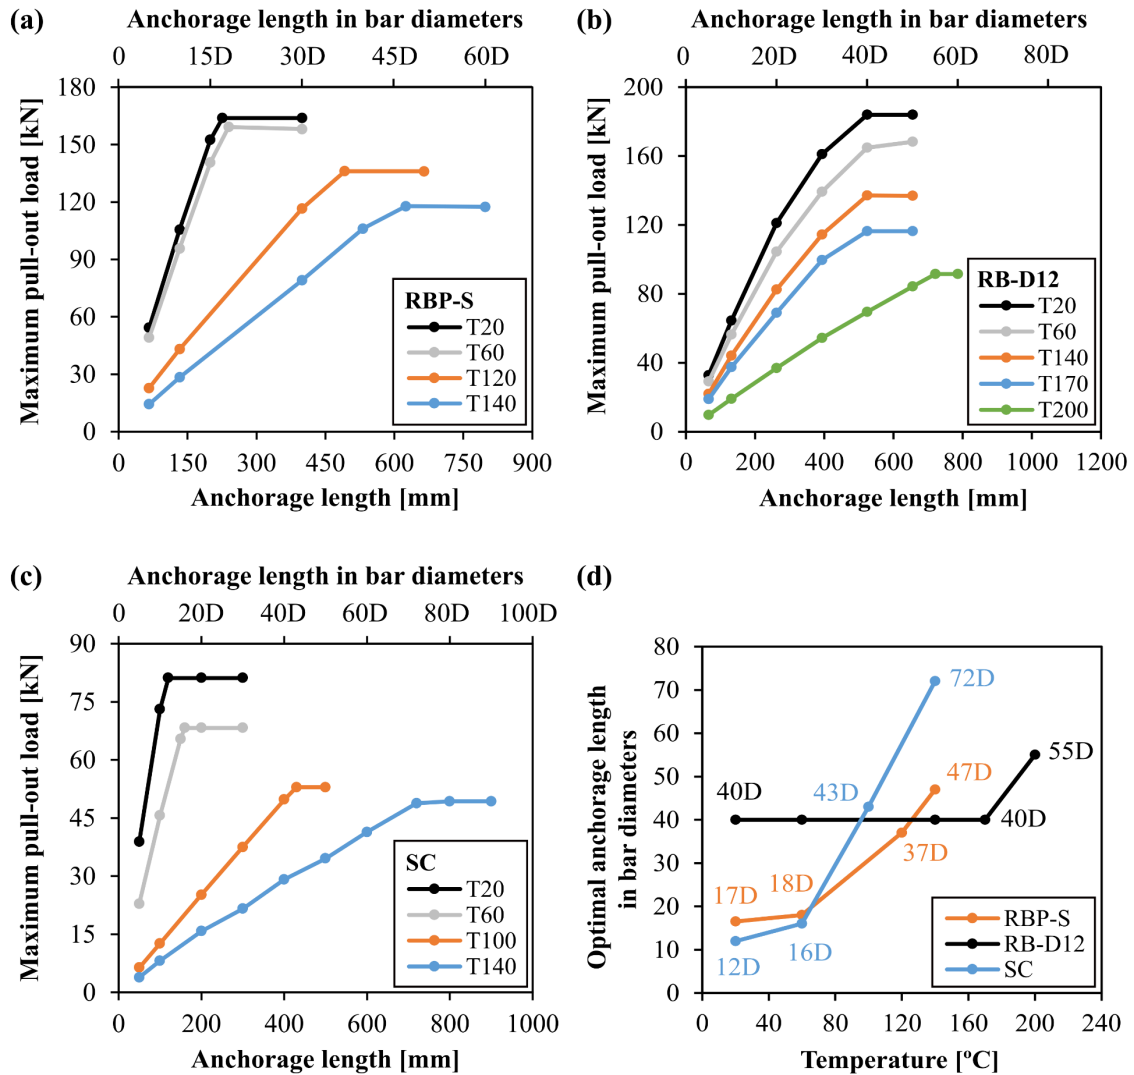 (a)
Anchorage length in bar diameters
0 15D 30D 45D 60D
Maximum pull-out load [kN]
180
150
120
90
60
30
0
RBP-S
T20
T60
T120
T140
0 150 300 450 600 750 900
Anchorage length [mm]
(b)
Anchorage length in bar diameters
0 20D 40D 60D 80D
Maximum pull-out load [kN]
200
160
120
80
40
0
RB-D12
T20
T60
T140
T170
T200
0 200 400 600 800 1000 1200
Anchorage length [mm]
(c)
Anchorage length in bar diameters
0 20D 40D 60D 80D 100D
Maximum pull-out load [kN]
90
75
60
45
30
15
0
SC
T20
T60
T100
T140
0 200 400 600 800 1000
Anchorage length [mm]
(d)
Optimal anchorage length
in bar diameters
80
70
60
50
40
30
20
10
0
72D
55D
47D
40D
43D
40D
37D
17D
18D
12D
16D
RBP-S
RB-D12
SC
0 40 80 120 160 200 240
Temperature [ºC]